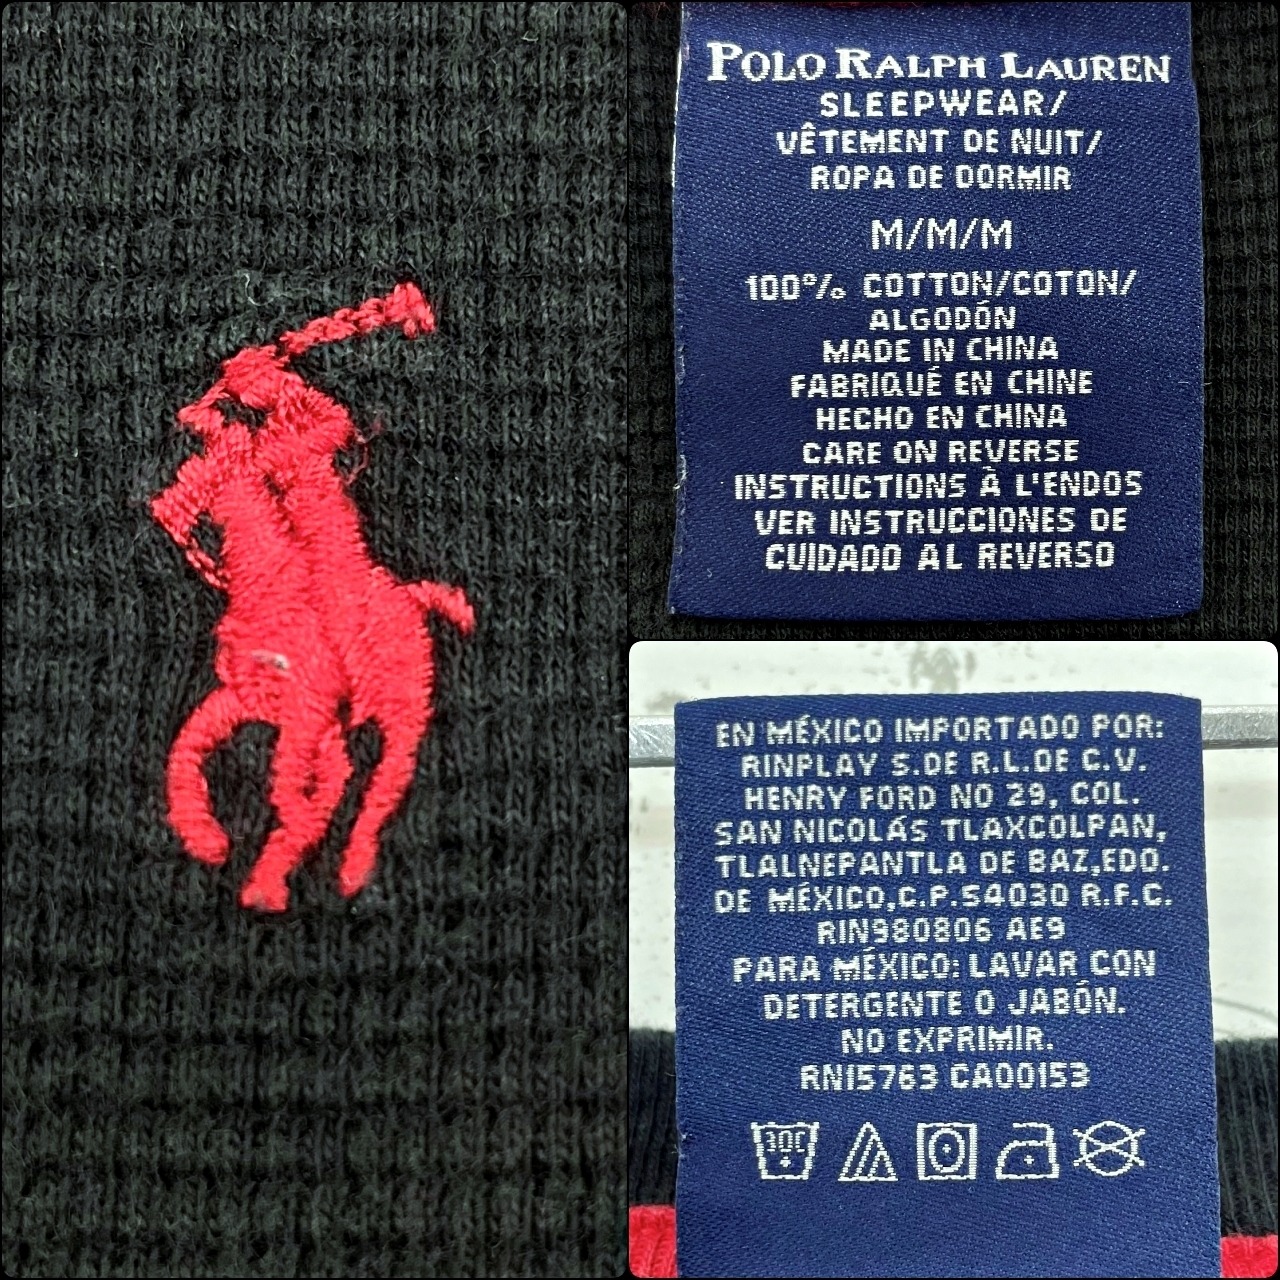 POLO RALPH LAUREN
SLEEPWEAR/
VÊTEMENT DE NUIT/
ROPA DE DORMIR
M/M/M
100% COTTON/COTON/
ALGODÓN
MADE IN CHINA
FABRIQUÉ EN CHINE
HECHO EN CHINA
CARE ON REVERSE
INSTRUCTIONS À L'ENDOS
VER INSTRUCCIONES DE
CUIDADO AL REVERSO
EN MÉXICO IMPORTADO POR:
RINPLAY S.DE R.L.DE C.V.
HENRY FORD NO 29, COL.
SAN NICOLÁS TLAXCOLPAN,
TLALNEPANTLA DE BAZ,EDO.
DE MÉXICO,C.P.54030 R.F.C.
RIN980806 AE9
PARA MÉXICO: LAVAR CON
DETERGENTE O JABÓN.
NO EXPRIMIR.
RN15763 CA00153
30C